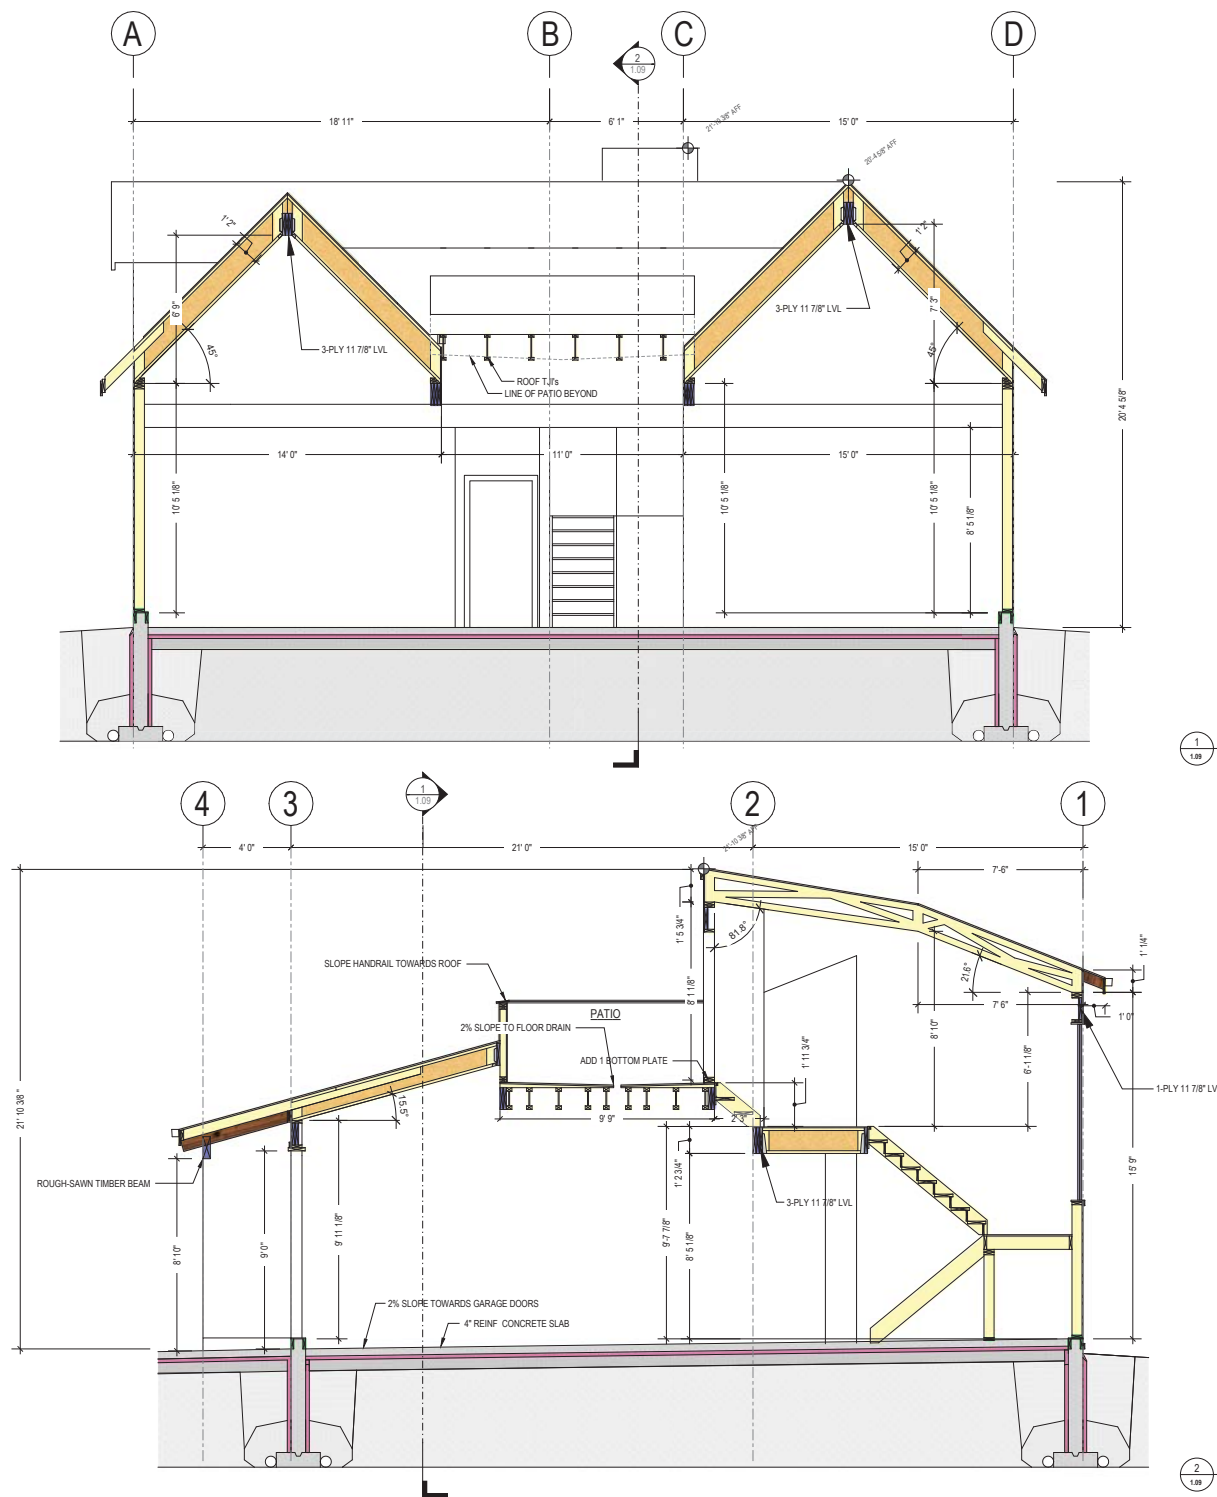 A
B
C
D
2
1.09
18' 11"
6' 1"
21'-10 3/8" AFF
15' 0"
20'-4 5/8" AFF
1' 2"
1' 2"
6' 9"
3-PLY 11 7/8" LVL
7' 3"
3-PLY 11 7/8" LVL
45°
45°
ROOF TJI's
LINE OF PATIO BEYOND
20' 4 5/8"
14' 0"
11' 0"
15' 0"
10' 5 1/8"
10' 5 1/8"
10' 5 1/8"
8' 5 1/8"
1
1.09
4
3
1
1.09
2
1
21'-10 3/8" AFF
4' 0"
21' 0"
15' 0"
7'-6"
1' 5 3/4"
81.8°
1' 1/4"
SLOPE HANDRAIL TOWARDS ROOF
21.6°
8' 1 1/8"
7' 6"
1' 0"
PATIO
2% SLOPE TO FLOOR DRAIN
8' 10"
6'-1 1/8"
1' 11 3/4"
ADD 1 BOTTOM PLATE
1-PLY 11 7/8" LV
15.5°
9' 9"
2' 3"
21' 10 3/8"
1' 2 3/4"
15' 9"
ROUGH-SAWN TIMBER BEAM
3-PLY 11 7/8" LVL
8' 10"
9' 0"
9' 11 1/8"
9'-7 7/8"
8' 5 1/8"
2% SLOPE TOWARDS GARAGE DOORS
4" REINF CONCRETE SLAB
2
1.09